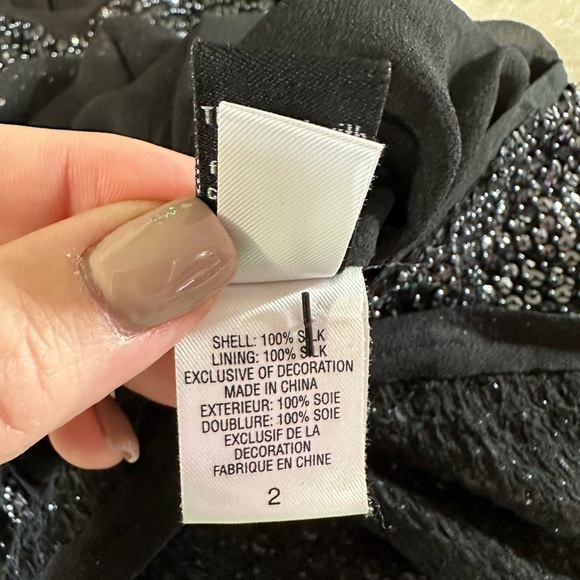 SHELL: 100% SILK
LINING: 100% SILK
EXCLUSIVE OF DECORATION
MADE IN CHINA
EXTERIEUR: 100% SOIE
DOUBLURE: 100% SOIE
EXCLUSIF DE LA
DECORATION
FABRIQUE EN CHINE
2